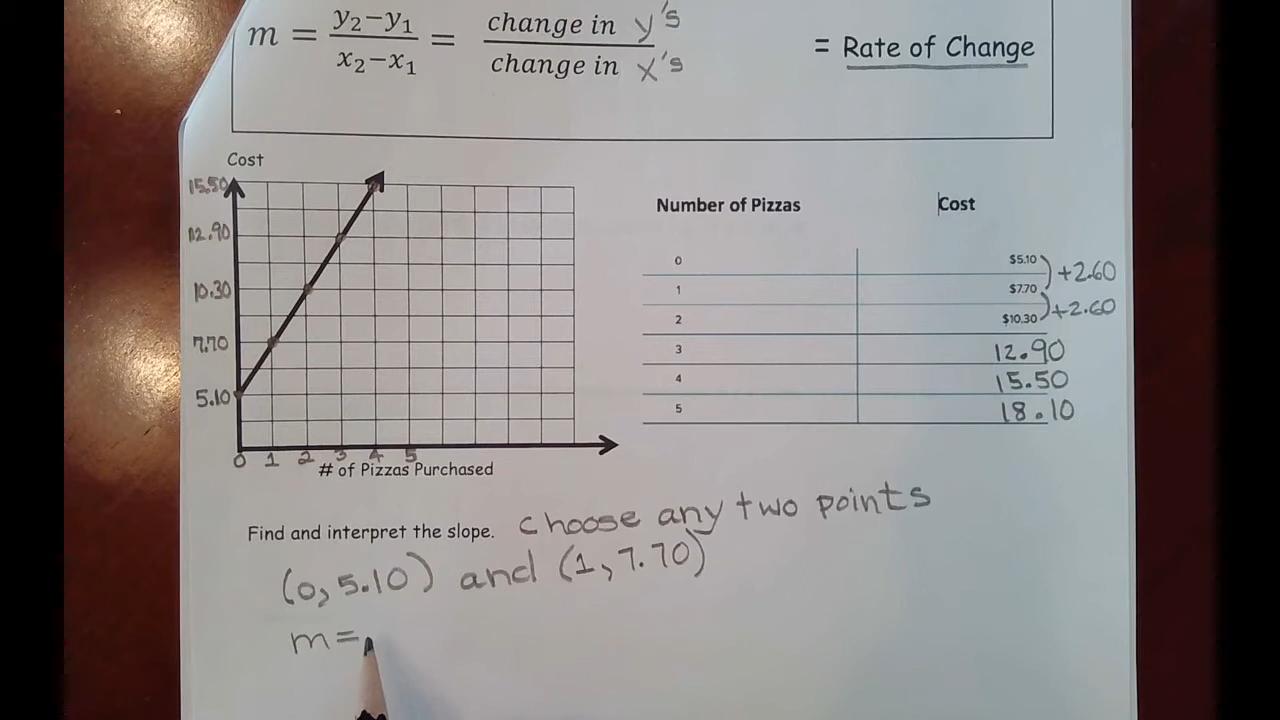 m = y₂−y₁ / x₂−x₁ = change in y's / change in x's = Rate of Change
Cost
15.50
12.90
10.30
7.70
5.10
0 1 2 3 4 5
# of Pizzas Purchased
Number of Pizzas Cost
0 $5.10
+2.60
1 $7.70
+2.60
2 $10.30
3 12.90
4 15.50
5 18.10
Find and interpret the slope. choose any two points
(0, 5.10) and (1, 7.70)
m =